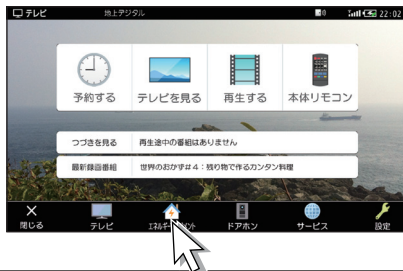 テレビ 地上デジタル 22:02
予約する テレビを見る 再生する 本体リモコン
つづきを見る 再生途中の番組はありません
最新録画番組 世界のおかず#4:残り物で作るカンタン料理
閉じる テレビ ドアホン サービス 設定